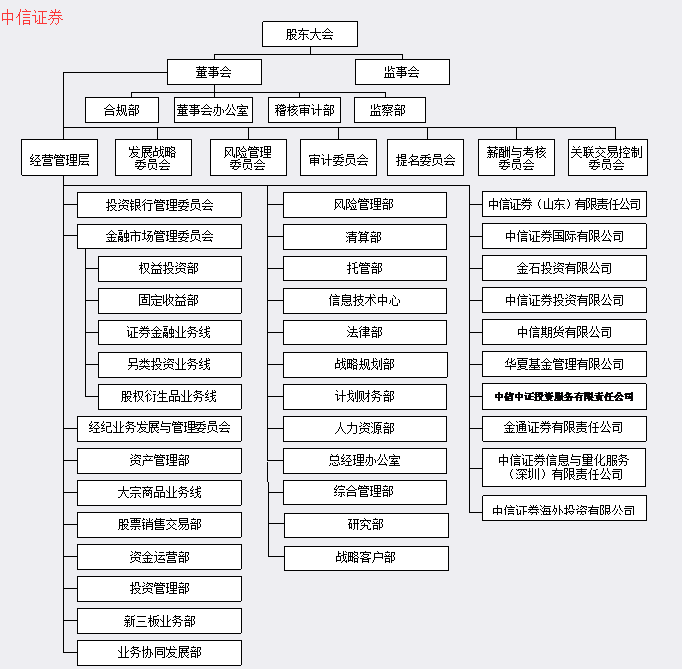 中信证券
股东大会
董事会
监事会
合规部
董事会办公室
稽核审计部
监察部
经营管理层
发展战略
委员会
风险管理
委员会
审计委员会
提名委员会
薪酬与考核
委员会
关联交易控制
委员会
投资银行管理委员会
金融市场管理委员会
权益投资部
固定收益部
证券金融业务线
另类投资业务线
股权衍生品业务线
经纪业务发展与管理委员会
资产管理部
大宗商品业务线
股票销售交易部
资金运营部
投资管理部
新三板业务部
业务协同发展部
风险管理部
清算部
托管部
信息技术中心
法律部
战略规划部
计划财务部
人力资源部
总经理办公室
综合管理部
研究部
战略客户部
中信证券（山东）有限责任公司
中信证券国际有限公司
金石投资有限公司
中信证券投资有限公司
中信期货有限公司
华夏基金管理有限公司
中信中证投资服务有限责任公司
金通证券有限责任公司
中信证券信息与量化服务
（深圳）有限责任公司
中信证券海外投资有限公司